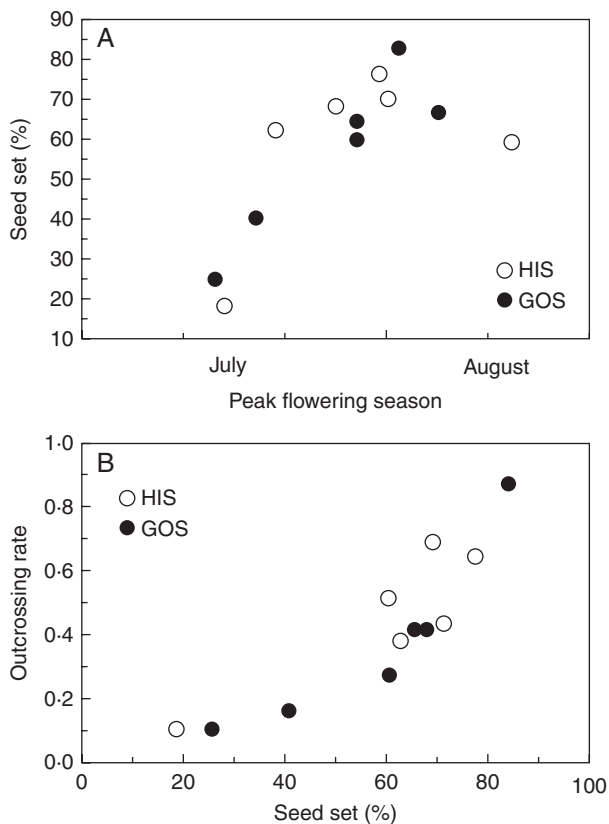 A
90
80
70
60
50
40
30
20
10
Seed set (%)
HIS
GOS
July
August
Peak flowering season
B
HIS
GOS
1·0
0·8
0·6
0·4
0·2
0·0
Outcrossing rate
0
20
40
60
80
100
Seed set (%)